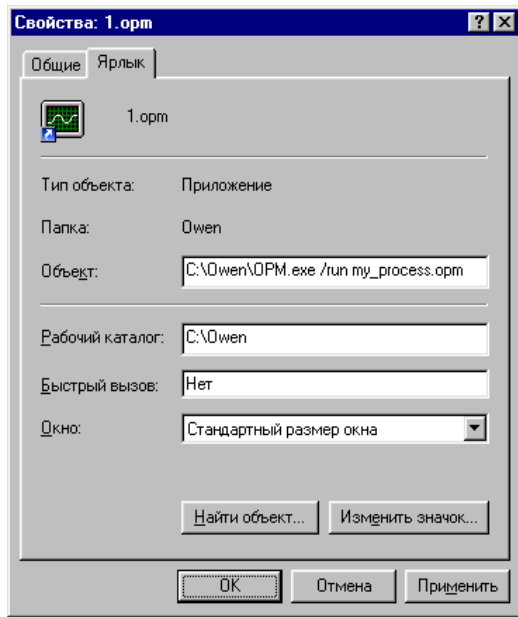 Свойства: 1.opm
Общие Ярлык
1.opm
Тип объекта: Приложение
Папка: Owen
Объект: C:\Owen\OPM.exe /run my_process.opm
Рабочий каталог: C:\Owen
Быстрый вызов: Нет
Окно: Стандартный размер окна
Найти объект... Изменить значок...
OK Отмена Применить